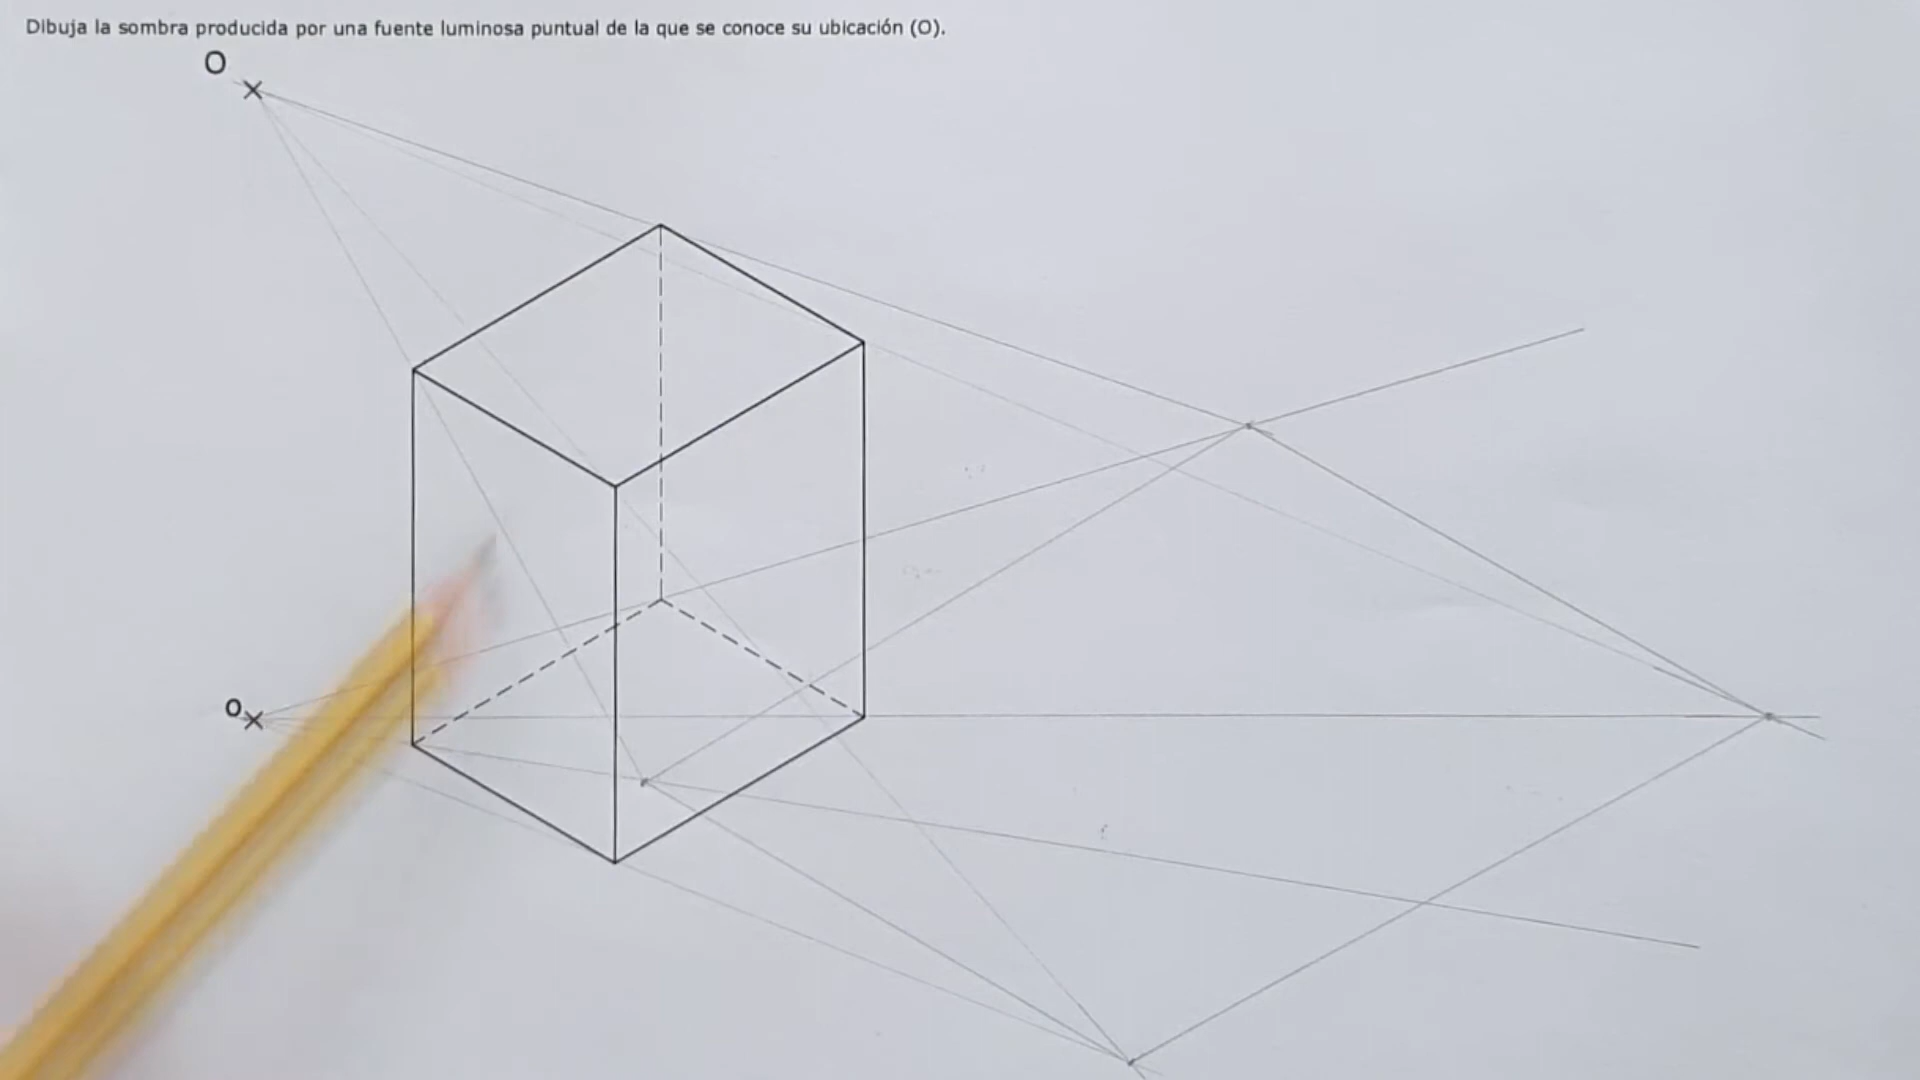 Dibuja la sombra producida por una fuente luminosa puntual de la que se conoce su ubicación (O).
O
o